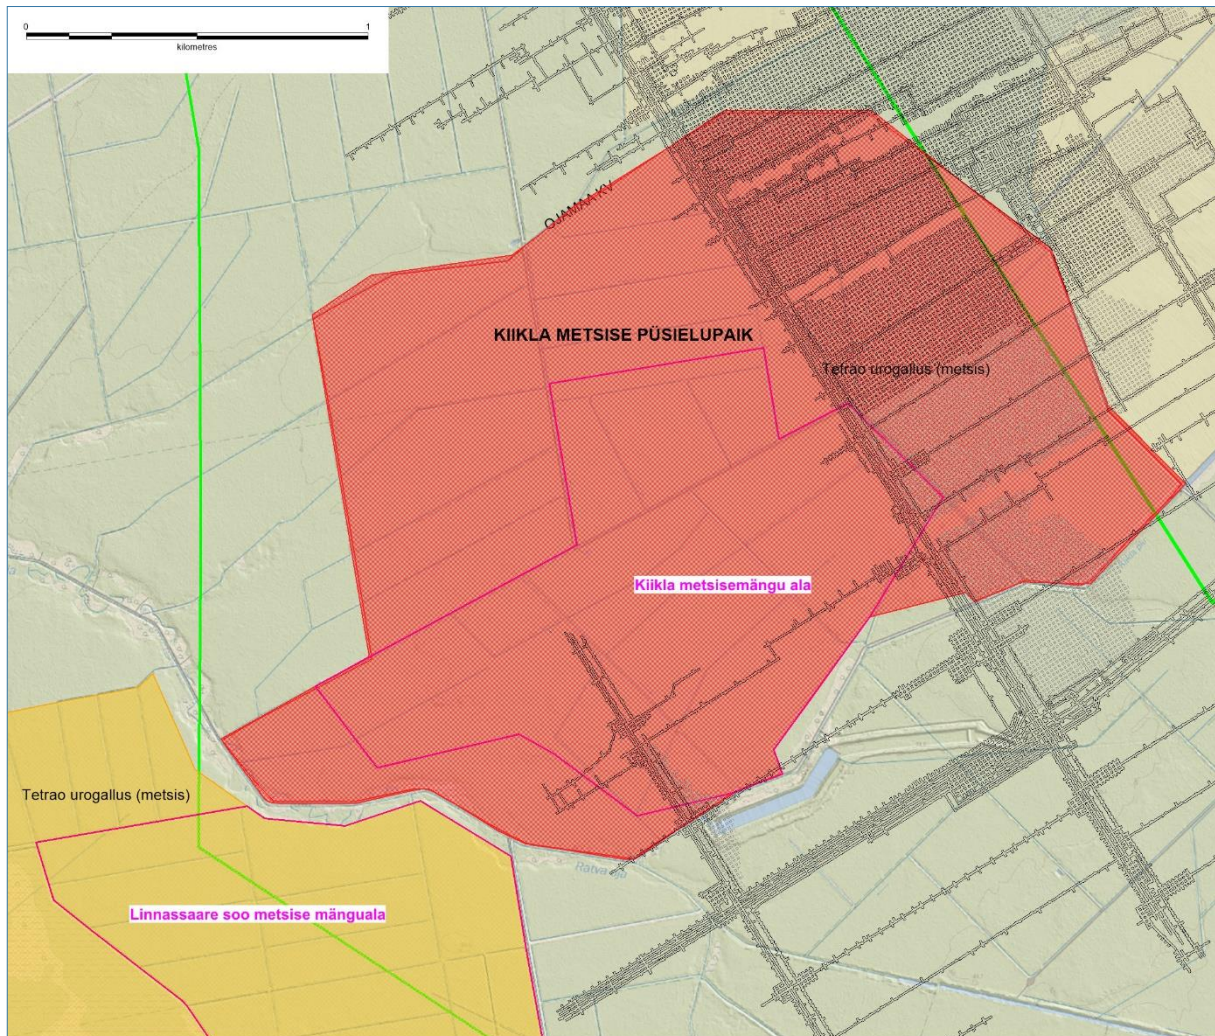 0 1
kilometres
OJAMAA KV
KIIKLA METSISE PÜSIELUPAIK
Tetrao urogallus (metsis)
Kiikla metsisemängu ala
Tetrao urogallus (metsis)
Ratva oja
Linnassaare soo metsise mänguala